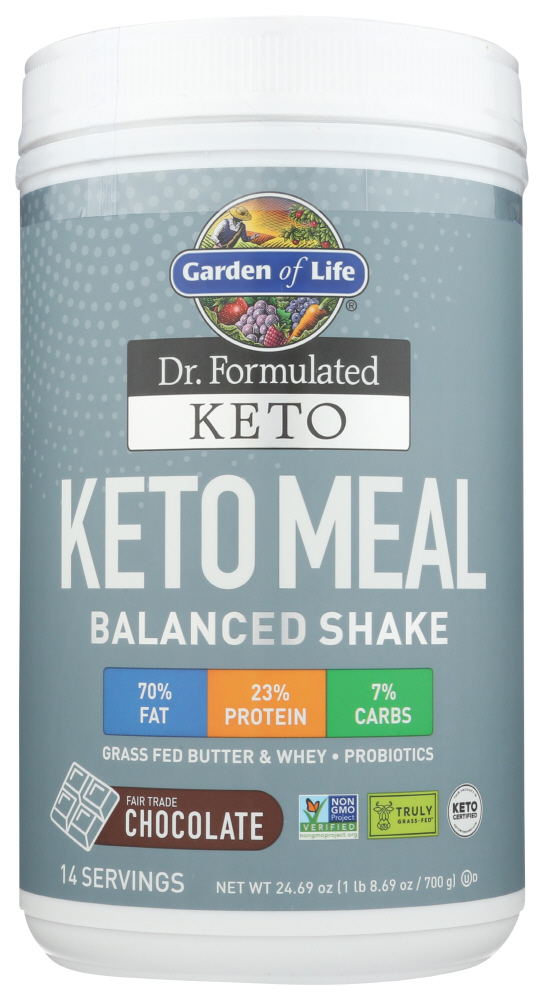 Garden of Life
®
Dr. Formulated
KETO
KETO MEAL
BALANCED SHAKE
70% FAT
23% PROTEIN
7% CARBS
GRASS FED BUTTER & WHEY • PROBIOTICS
FAIR TRADE
CHOCOLATE
NON
GMO
Project
VERIFIED
nongmoproject.org
TRULY
GRASS-FED
KETO
CERTIFIED
14 SERVINGS
NET WT 24.69 oz (1 lb 8.69 oz / 700 g) Ⓤ D